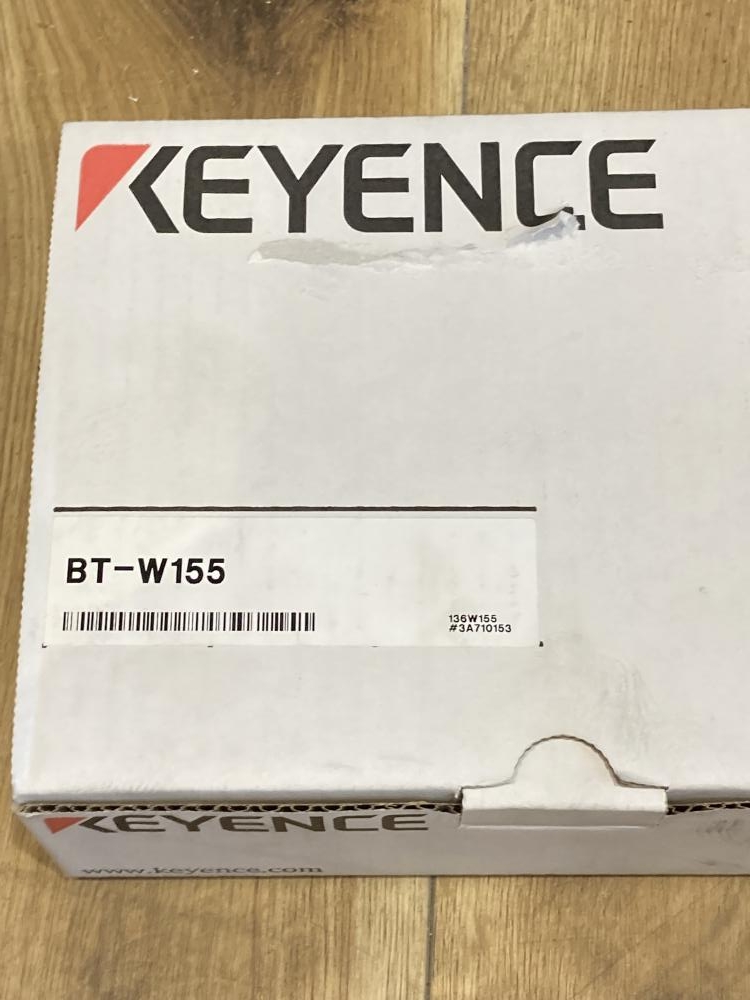 KEYENCE
BT-W155
136W155
#3A710153
KEYENCE
www.keyence.com